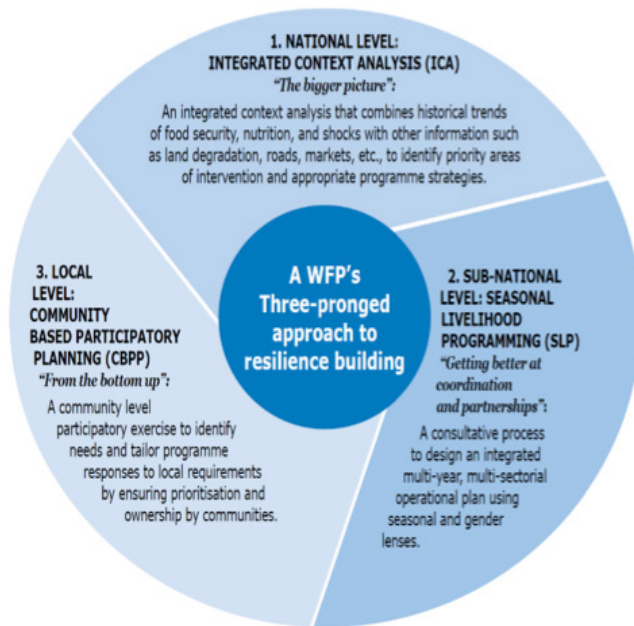 1. NATIONAL LEVEL:
INTEGRATED CONTEXT ANALYSIS (ICA)
“The bigger picture”:
An integrated context analysis that combines historical trends
of food security, nutrition, and shocks with other information such
as land degradation, roads, markets, etc., to identify priority areas
of intervention and appropriate programme strategies.
A WFP’s
Three-pronged
approach to
resilience building
2. SUB-NATIONAL
LEVEL: SEASONAL
LIVELIHOOD
PROGRAMMING (SLP)
“Getting better at
coordination
and partnerships”:
A consultative process
to design an integrated
multi-year, multi-sectorial
operational plan using
seasonal and gender
lenses.
3. LOCAL
LEVEL:
COMMUNITY
BASED PARTICIPATORY
PLANNING (CBPP)
“From the bottom up”:
A community level
participatory exercise to identify
needs and tailor programme
responses to local requirements
by ensuring prioritisation and
ownership by communities.